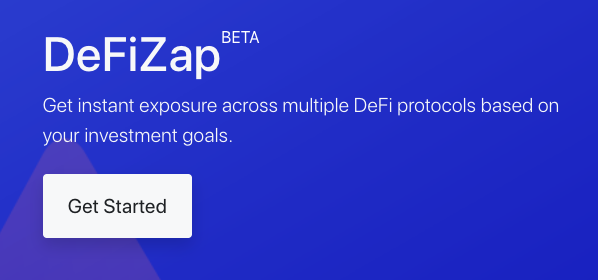 DeFiZap BETA
Get instant exposure across multiple DeFi protocols based on
your investment goals.
Get Started